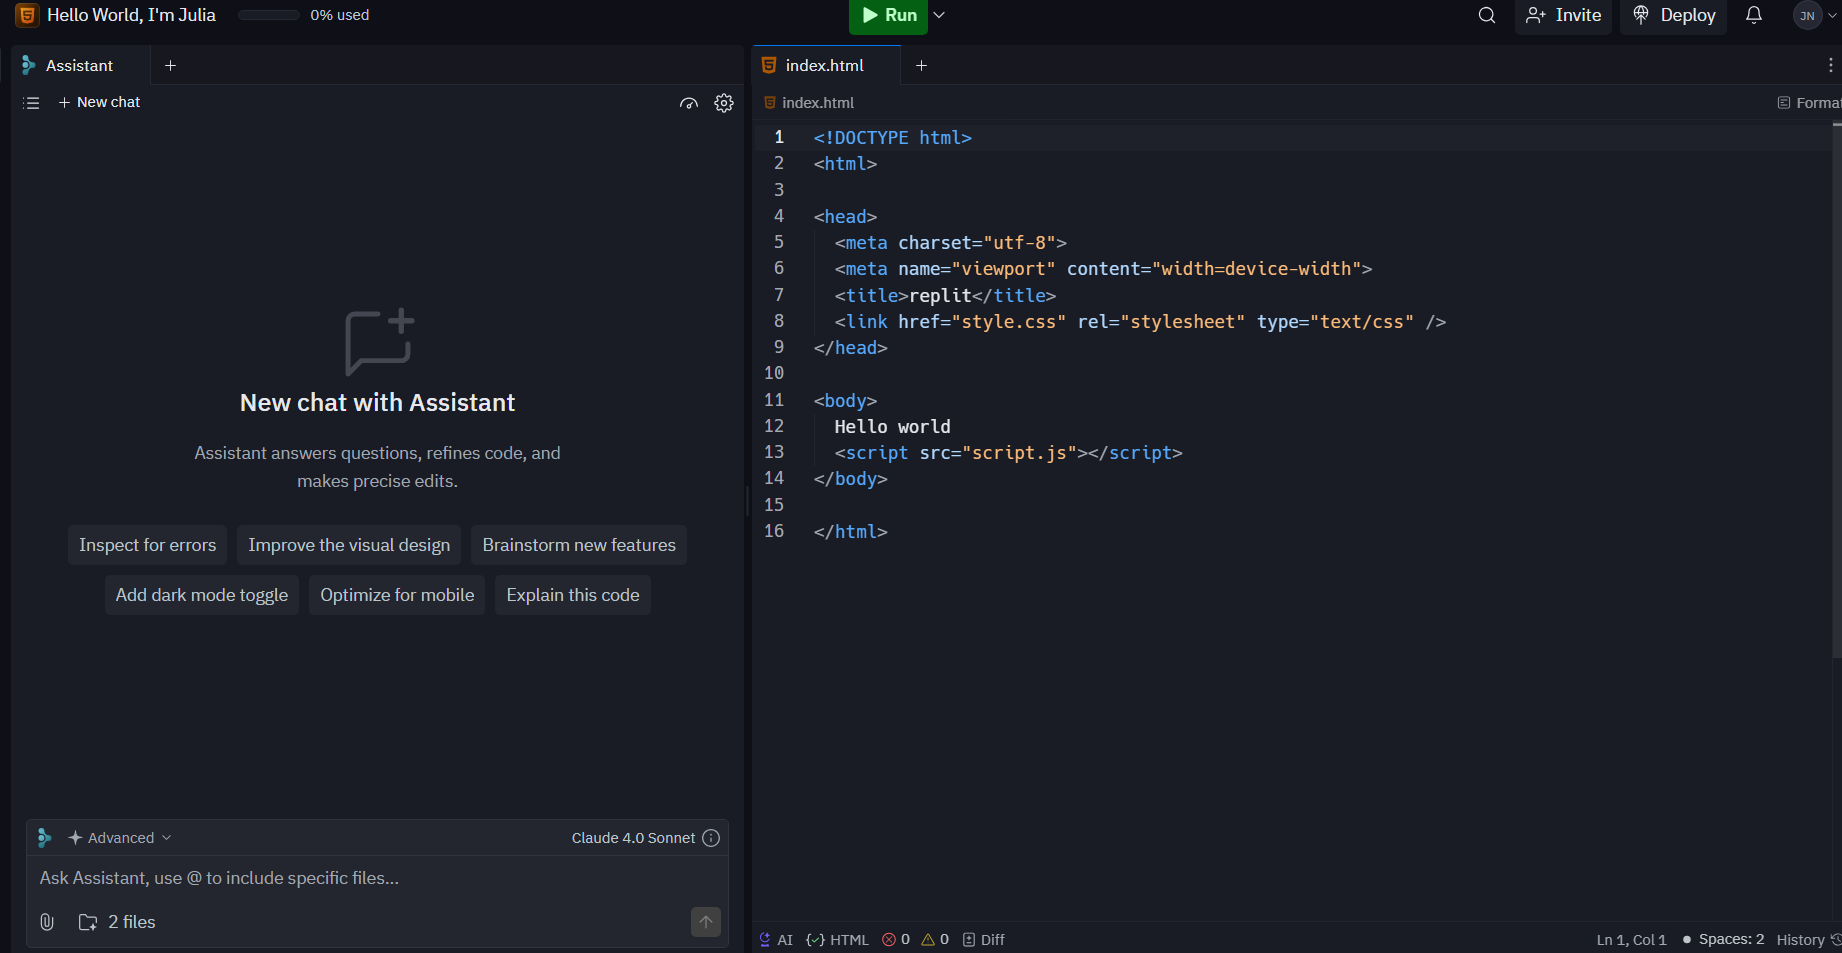 Hello World, I'm Julia
0% used
Run
Invite
Deploy
JN
Assistant
New chat
New chat with Assistant
Assistant answers questions, refines code, and
makes precise edits.
Inspect for errors
Improve the visual design
Brainstorm new features
Add dark mode toggle
Optimize for mobile
Explain this code
Advanced
Claude 4.0 Sonnet
Ask Assistant, use @ to include specific files...
2 files
index.html
index.html
Format
1 <!DOCTYPE html>
2 <html>
3
4 <head>
5   <meta charset="utf-8">
6   <meta name="viewport" content="width=device-width">
7   <title>replit</title>
8   <link href="style.css" rel="stylesheet" type="text/css" />
9 </head>
10
11 <body>
12   Hello world
13   <script src="script.js"></script>
14 </body>
15
16 </html>
AI HTML 0 0 Diff
Ln 1, Col 1 Spaces: 2 History